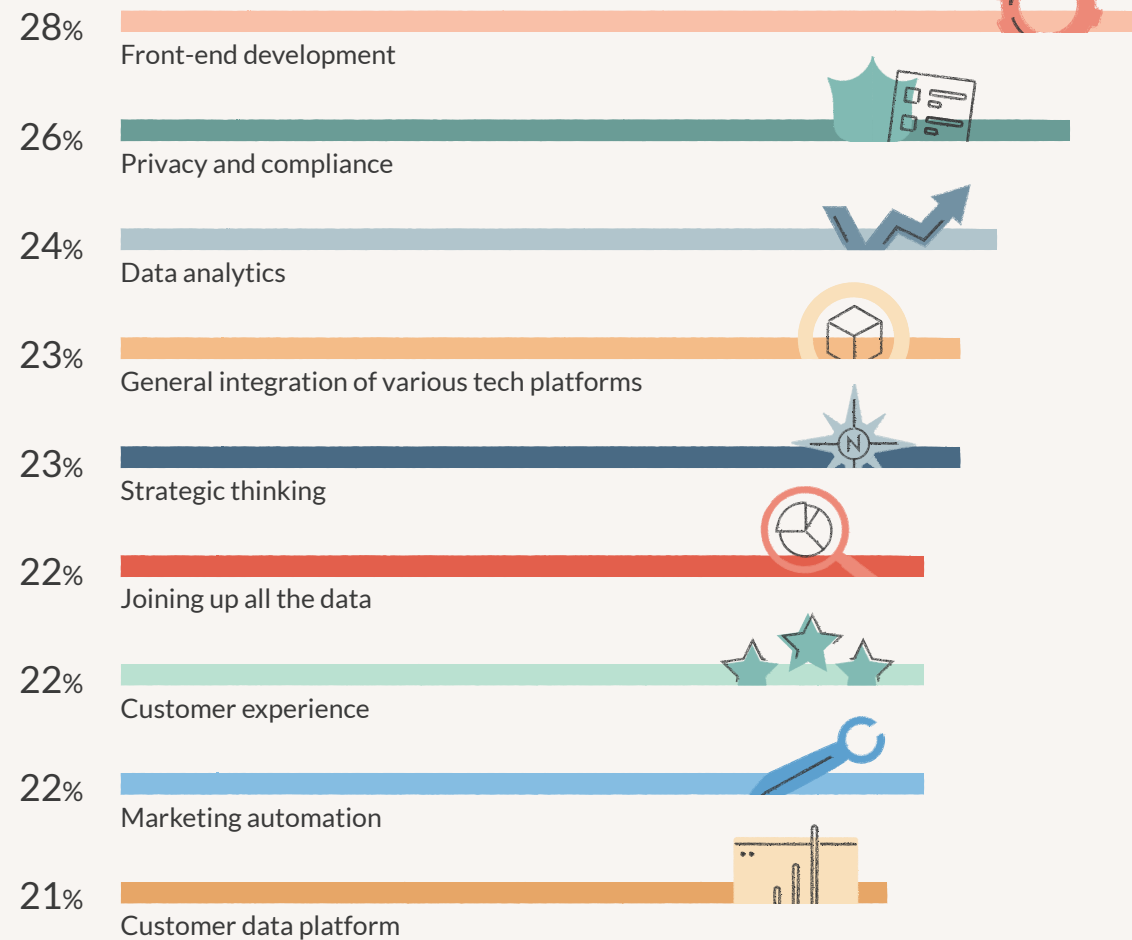 28%
Front-end development
26%
Privacy and compliance
24%
Data analytics
23%
General integration of various tech platforms
23%
N
Strategic thinking
22%
Joining up all the data
22%
Customer experience
22%
Marketing automation
21%
Customer data platform